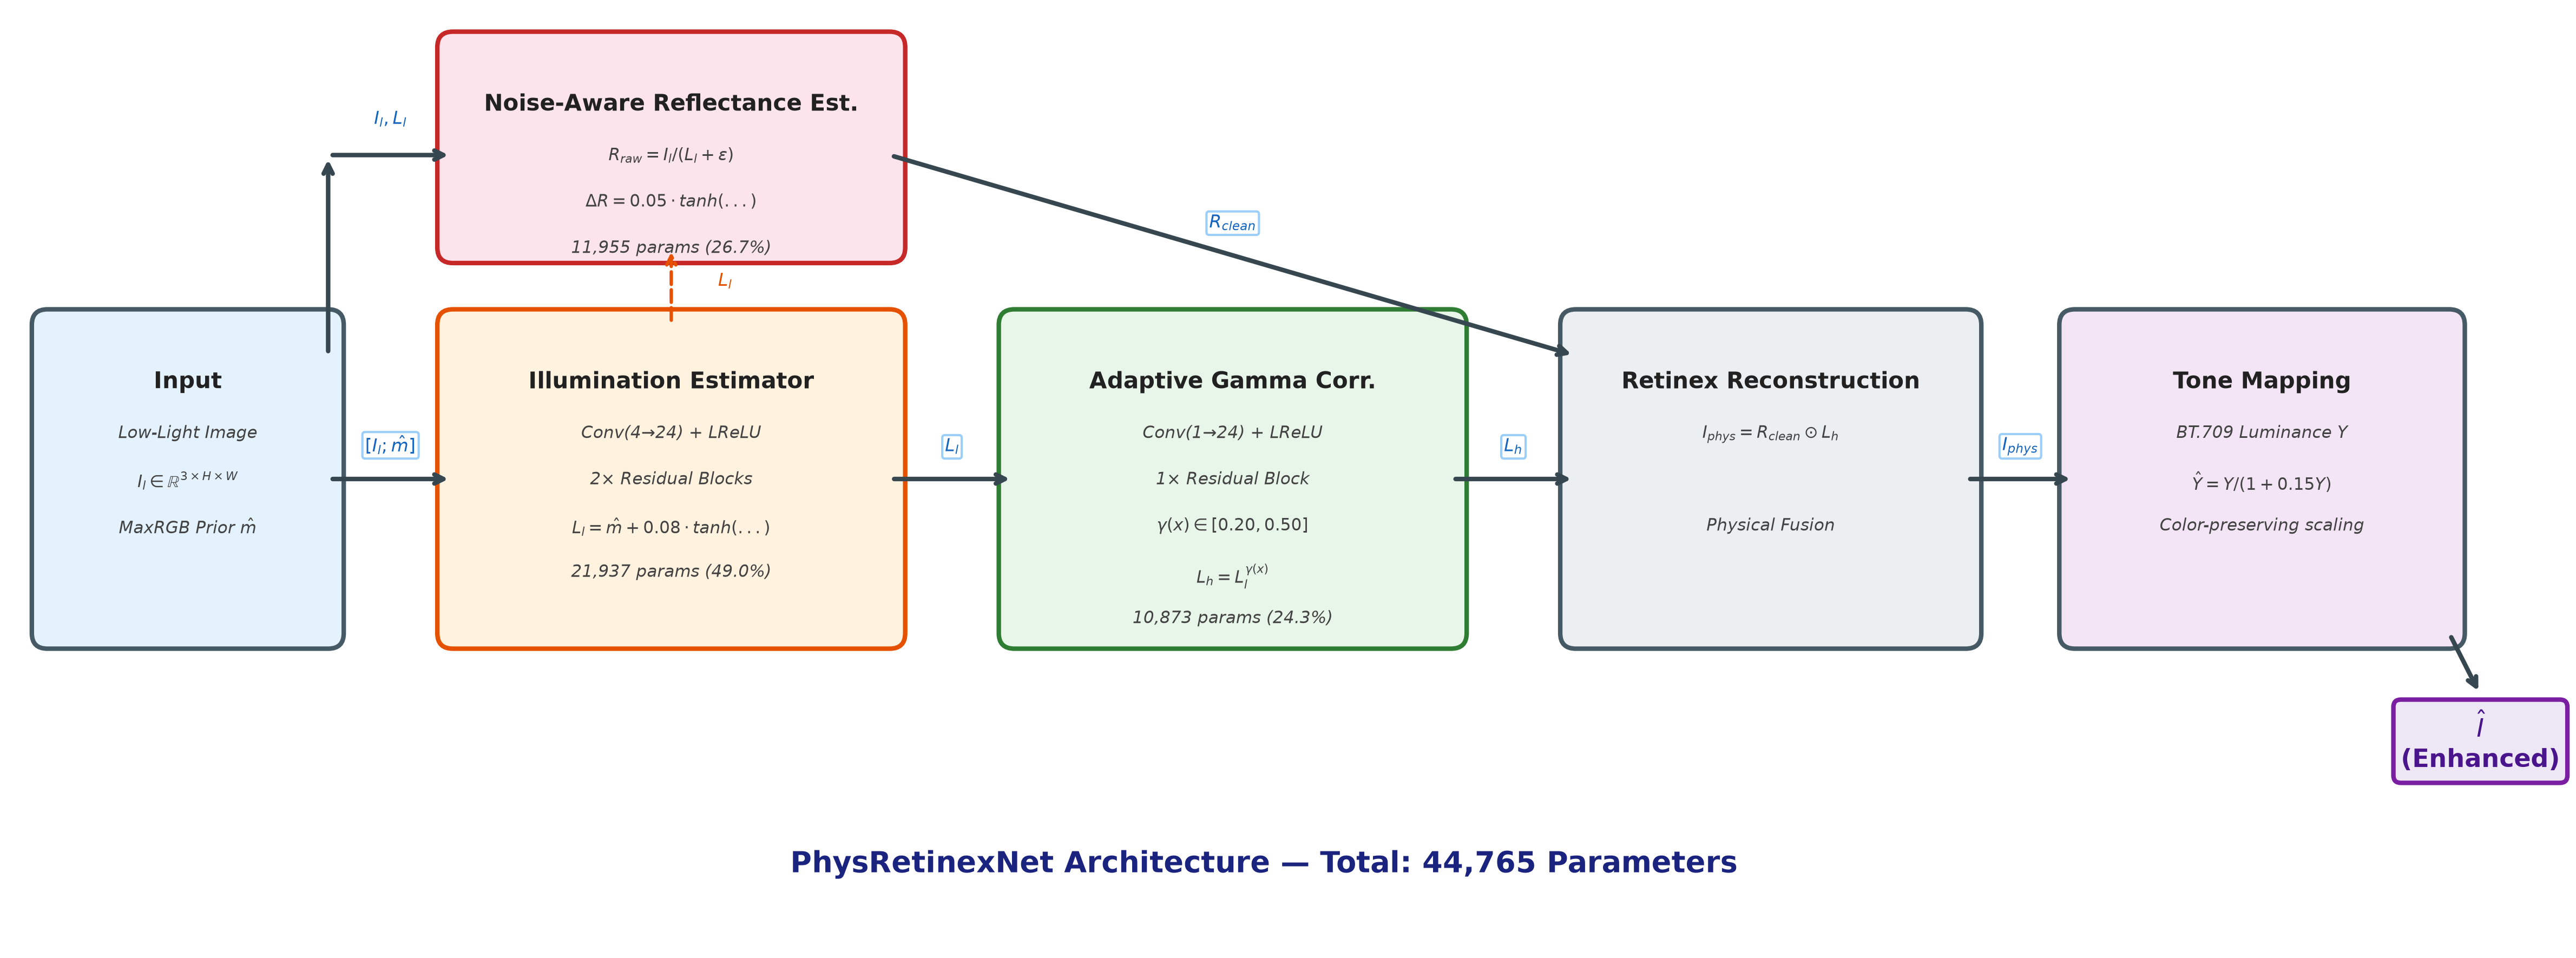 Noise-Aware Reflectance Est.
R_raw = I_l/(L_l + ε)
ΔR = 0.05 · tanh(...)
11,955 params (26.7%)
I_l, L_l
R_clean
L_l
Input
Low-Light Image
I_l ∈ ℝ^{3×H×W}
MaxRGB Prior m̂
[I_l; m̂]
Illumination Estimator
Conv(4→24) + LReLU
2× Residual Blocks
L_l = m̂ + 0.08 · tanh(...)
21,937 params (49.0%)
L_l
Adaptive Gamma Corr.
Conv(1→24) + LReLU
1× Residual Block
γ(x) ∈ [0.20, 0.50]
L_h = L_l^{γ(x)}
10,873 params (24.3%)
L_h
Retinex Reconstruction
I_phys = R_clean ⊙ L_h
Physical Fusion
I_phys
Tone Mapping
BT.709 Luminance Y
Ŷ = Y/(1 + 0.15Y)
Color-preserving scaling
Î
(Enhanced)
PhysRetinexNet Architecture — Total: 44,765 Parameters